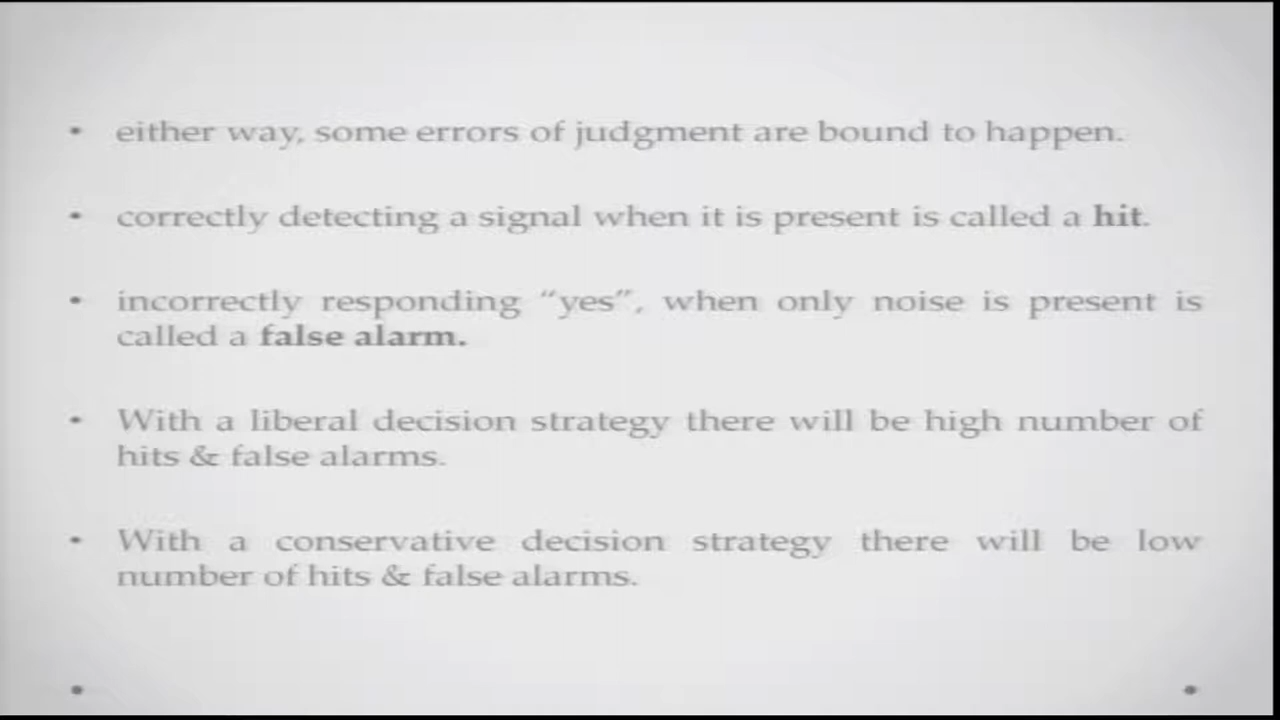 • either way, some errors of judgment are bound to happen.
• correctly detecting a signal when it is present is called a hit.
• incorrectly responding “yes”, when only noise is present is
called a false alarm.
• With a liberal decision strategy there will be high number of
hits & false alarms.
• With a conservative decision strategy there will be low
number of hits & false alarms.